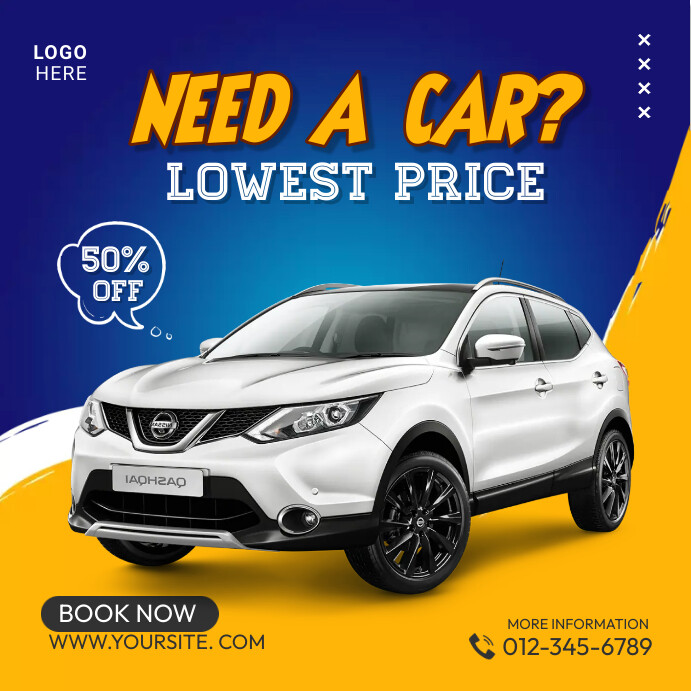 LOGO
HERE
NEED A CAR?
LOWEST PRICE
50%
OFF
NISSAN
QASHQAI
BOOK NOW
WWW.YOURSITE. COM
MORE INFORMATION
012-345-6789